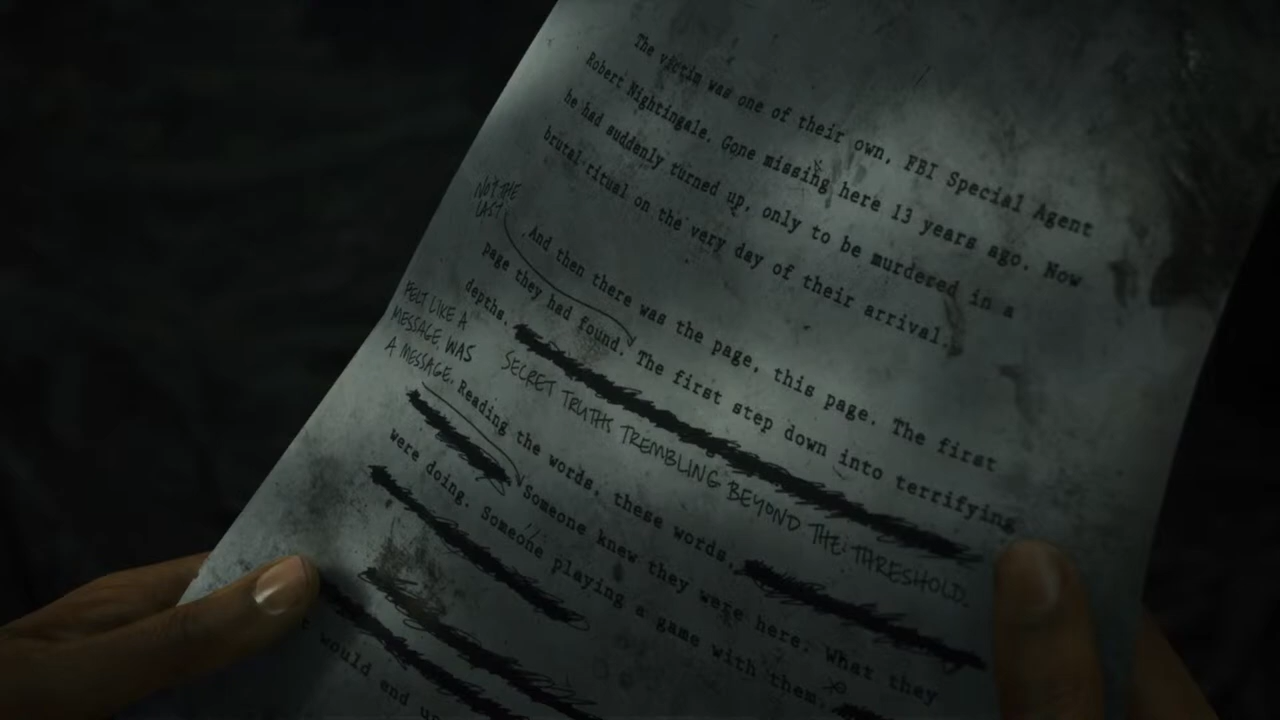 The victim was one of their own, FBI Special Agent
Robert Nightingale. Gone missing here 13 years ago. Now
he had suddenly turned up, only to be murdered in a
brutal ritual on the very day of their arrival.
NOT THE
LAST
And then there was the page, this page. The first
page they had found. The first step down into terrifying
depths.
SECRET TRUTHS TREMBLING BEYOND THE THRESHOLD.
FELT LIKE A
MESSAGE, WAS
A MESSAGE.
Reading the words, these words,
Someone knew they were here. What they
were doing. Someone playing a game with them,
would end up